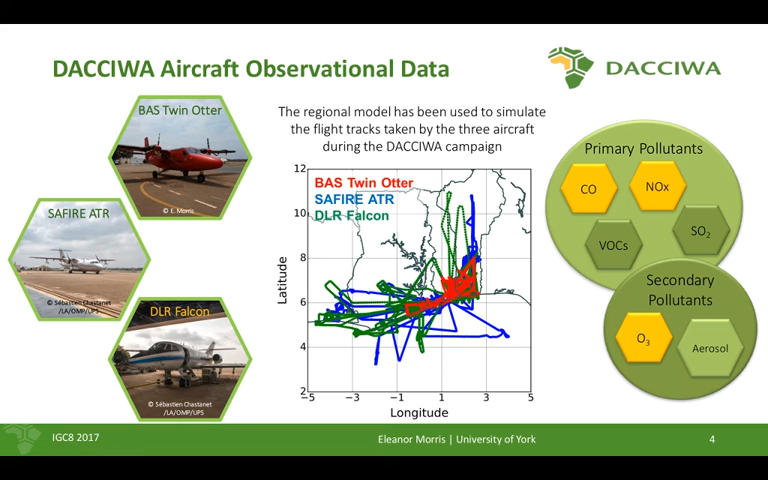 DACCIWA Aircraft Observational Data
DACCIWA
BAS Twin Otter
© E. Morris
SAFIRE ATR
© Sébastien Chastanet
/LA/OMP/UPS
DLR Falcon
© Sébastien Chastanet
/LA/OMP/UPS
The regional model has been used to simulate
the flight tracks taken by the three aircraft
during the DACCIWA campaign
BAS Twin Otter
SAFIRE ATR
DLR Falcon
12
10
8
6
4
2
Latitude
−5 −3 −1 1 3 5
Longitude
Primary Pollutants
CO
NOx
VOCs
SO₂
Secondary
Pollutants
O₃
Aerosol
IGC8 2017
Eleanor Morris | University of York
4